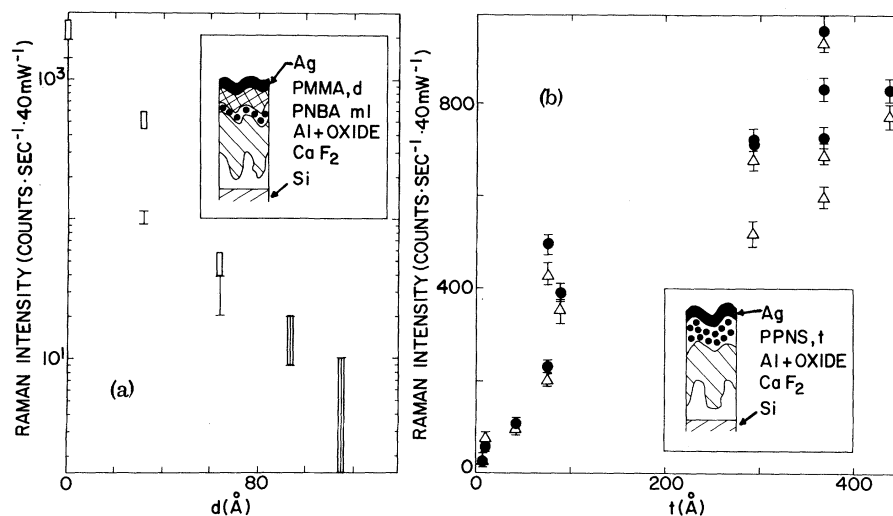 RAMAN INTENSITY (COUNTS·SEC⁻¹·40mW⁻¹)
10³
10¹
(a)
Ag
PMMA, d
PNBA ml
Al+OXIDE
CaF₂
Si
0
80
d(Å)
RAMAN INTENSITY (COUNTS·SEC⁻¹·40mW⁻¹)
800
400
0
(b)
Ag
PPNS, t
Al+OXIDE
CaF₂
Si
0
200
400
t(Å)